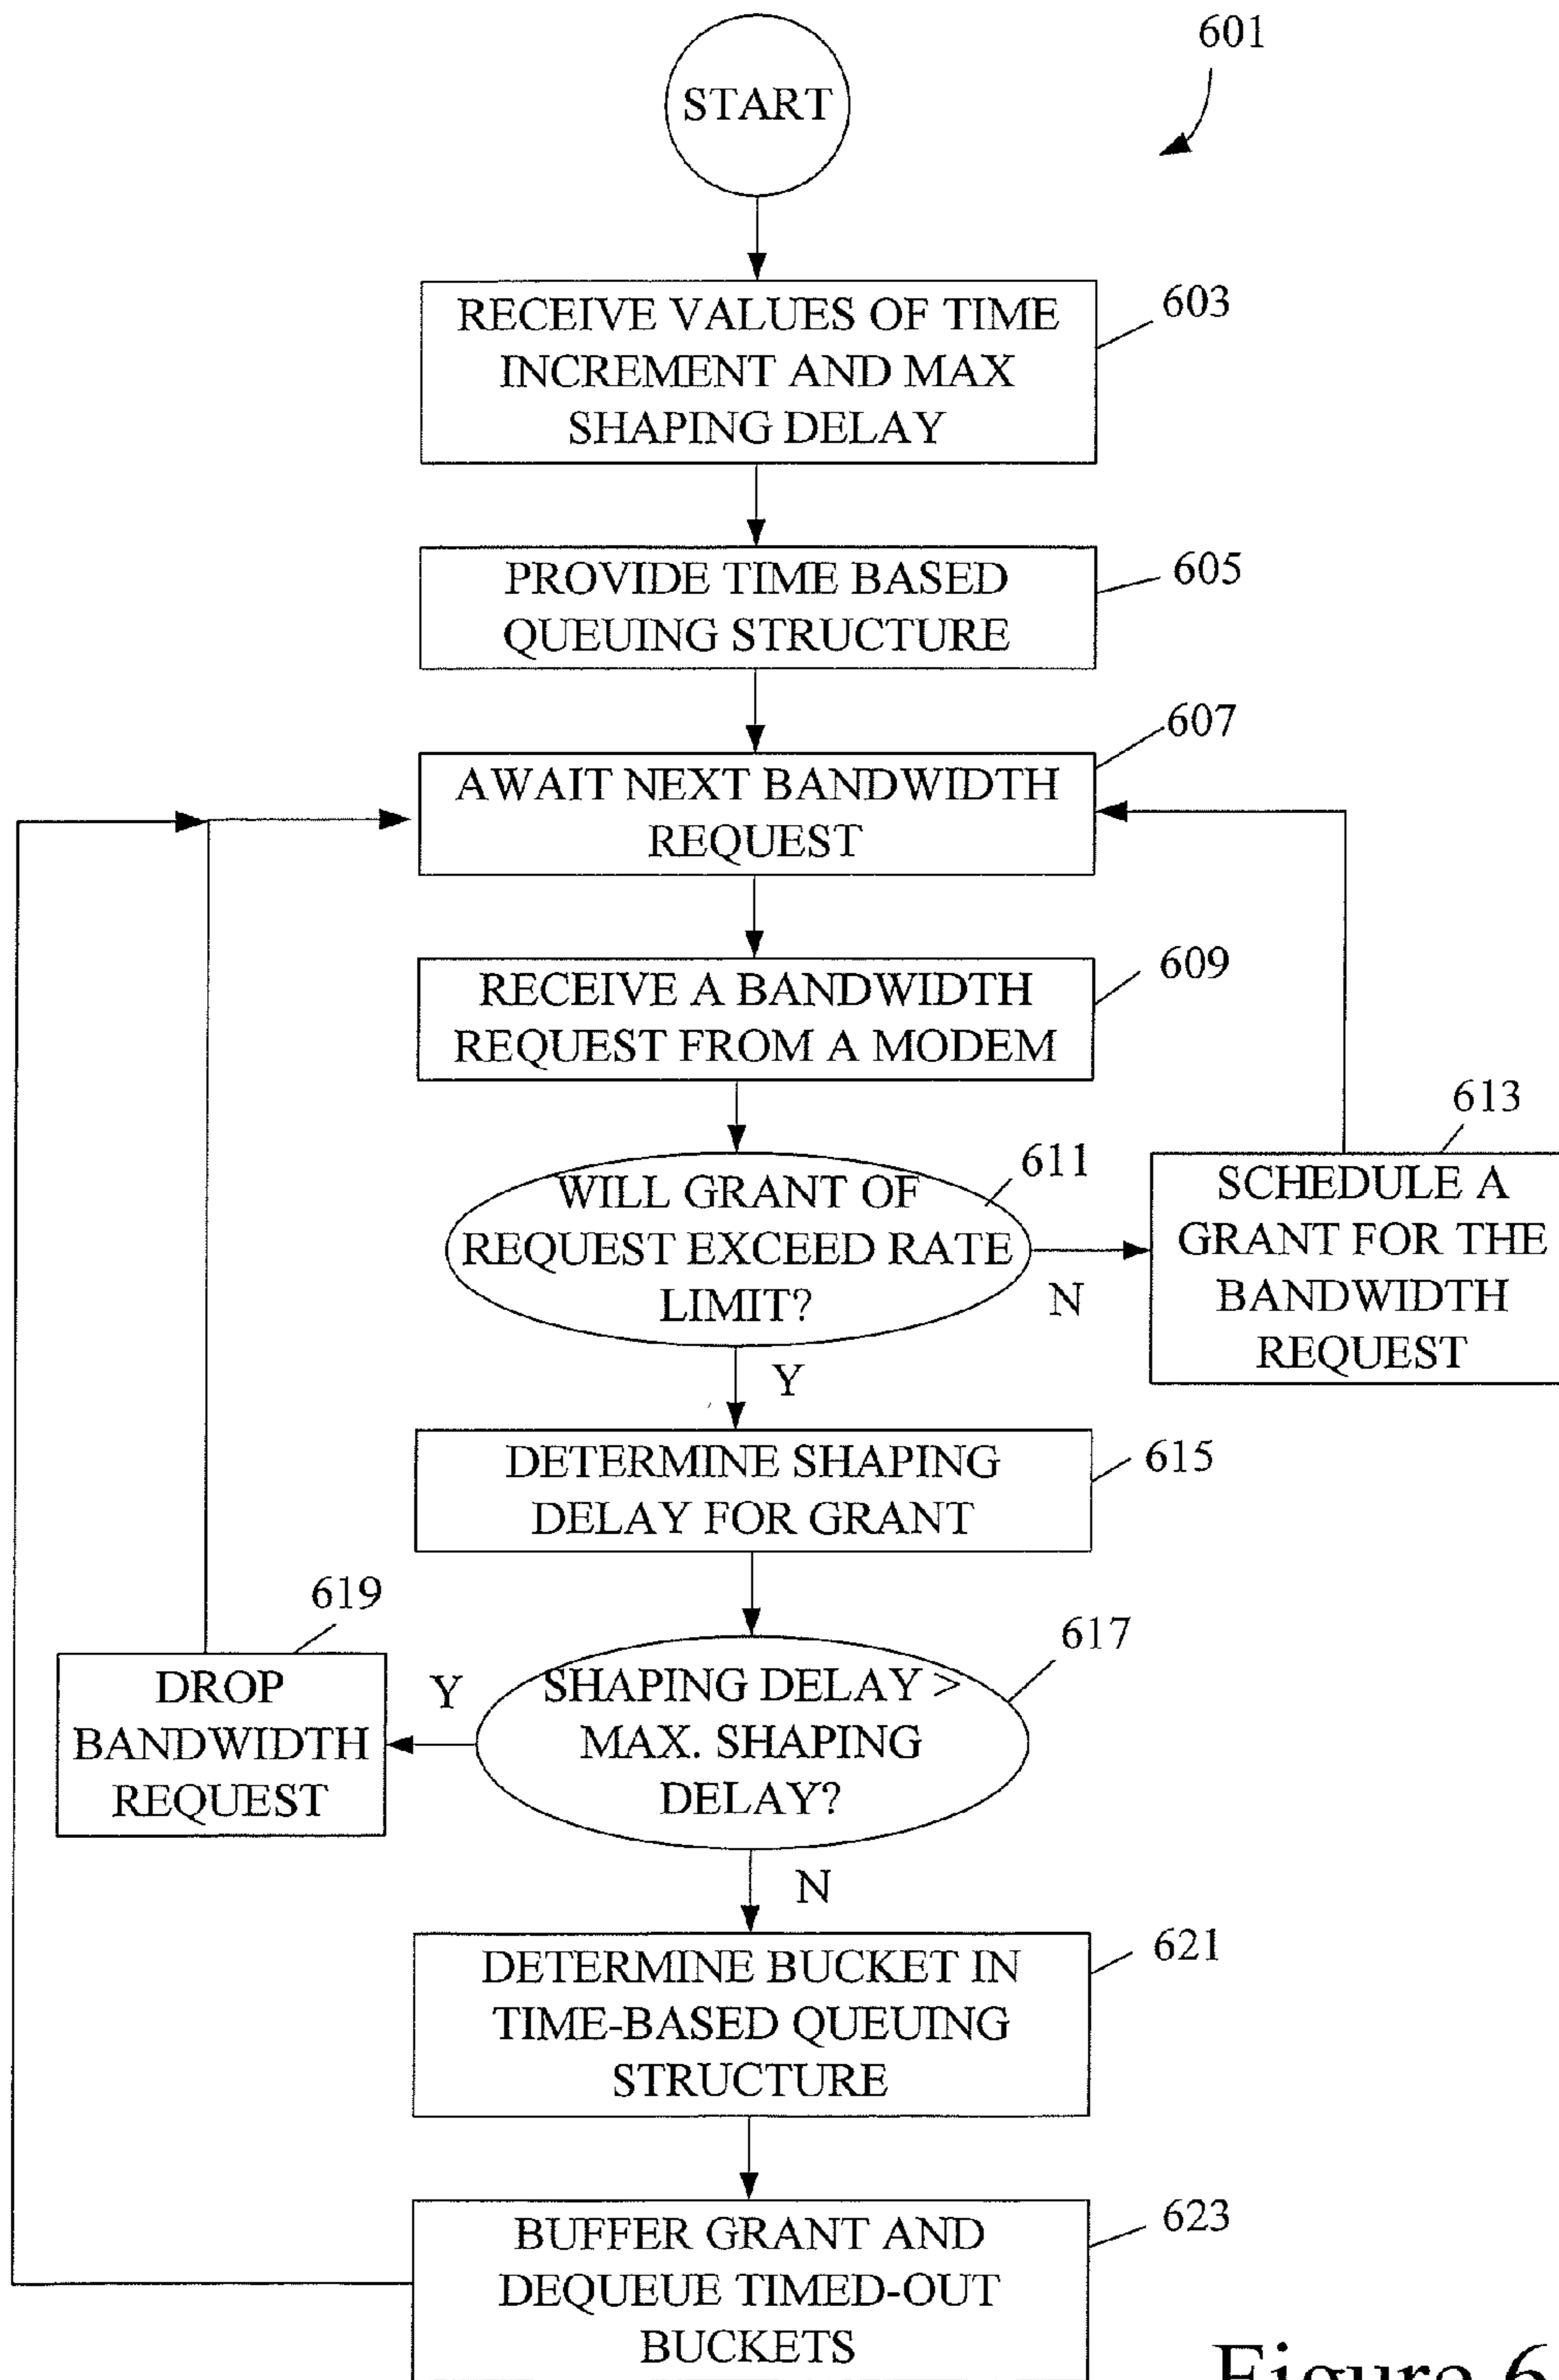 601
START
RECEIVE VALUES OF TIME
INCREMENT AND MAX
SHAPING DELAY
603
PROVIDE TIME BASED
QUEUING STRUCTURE
605
607
AWAIT NEXT BANDWIDTH
REQUEST
RECEIVE A BANDWIDTH
REQUEST FROM A MODEM
609
WILL GRANT OF
REQUEST EXCEED RATE
LIMIT?
611
N
613
SCHEDULE A
GRANT FOR THE
BANDWIDTH
REQUEST
Y
DETERMINE SHAPING
DELAY FOR GRANT
615
SHAPING DELAY >
MAX. SHAPING
DELAY?
617
Y
619
DROP
BANDWIDTH
REQUEST
N
DETERMINE BUCKET IN
TIME-BASED QUEUING
STRUCTURE
621
BUFFER GRANT AND
DEQUEUE TIMED-OUT
BUCKETS
623
Figure 6